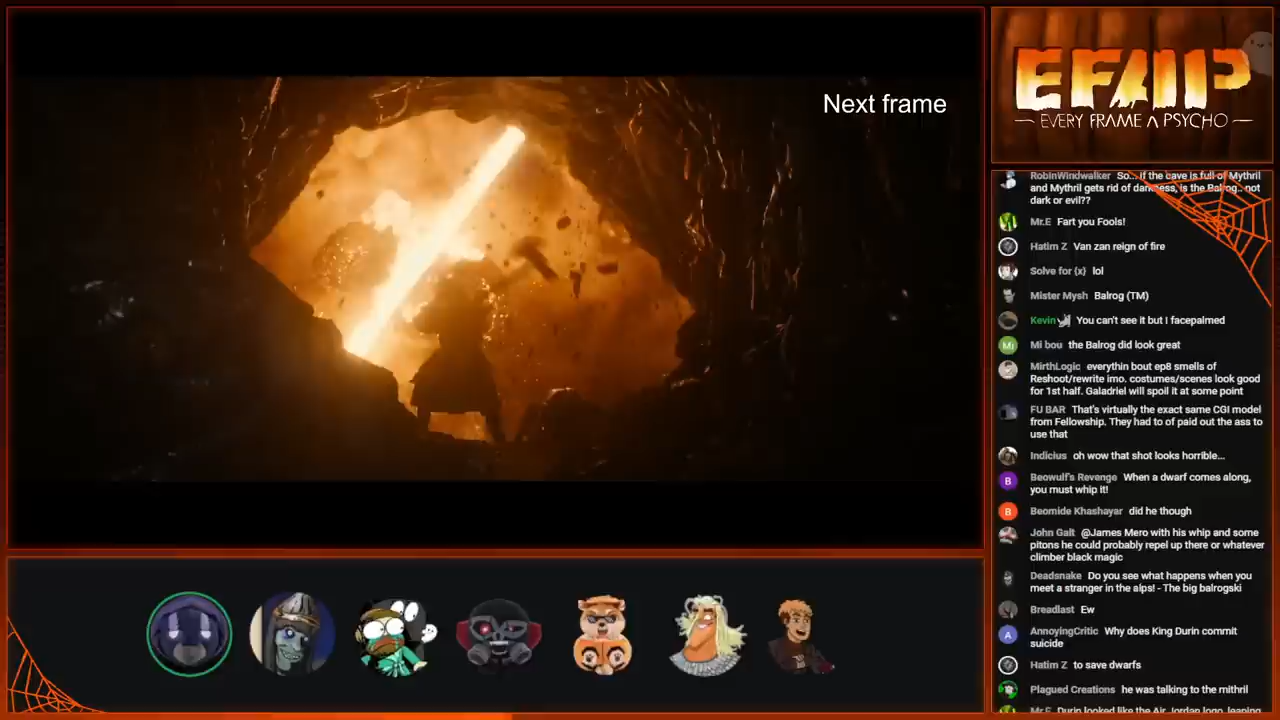 Next frame
EFAP
EVERY FRAME A PSYCHO
RobinWindwalker So... if the cave is full of Mythril
and Mythril gets rid of darkness, is the Balrog.. not
dark or evil??
Mr.E Fart you Fools!
Hatim Z Van zan reign of fire
Solve for {x} lol
Mister Mysh Balrog (TM)
Kevin You can't see it but I facepalmed
Mi bou the Balrog did look great
MirthLogic everythin bout ep8 smells of
Reshoot/rewrite imo. costumes/scenes look good
for 1st half. Galadriel will spoil it at some point
FU BAR That's virtually the exact same CGI model
from Fellowship. They had to of paid out the ass to
use that
Indicius oh wow that shot looks horrible...
B Beowulf's Revenge When a dwarf comes along,
you must whip it!
B Beomide Khashayar did he though
John Galt @James Mero with his whip and some
pitons he could probably repel up there or whatever
climber black magic
Deadsnake Do you see what happens when you
meet a stranger in the alps! - The big balrogski
Breadlast Ew
A AnnoyingCritic Why does King Durin commit
suicide
Hatim Z to save dwarfs
Plagued Creations he was talking to the mithril
Mr.E Durin looked like the Air Jordan logo leaping